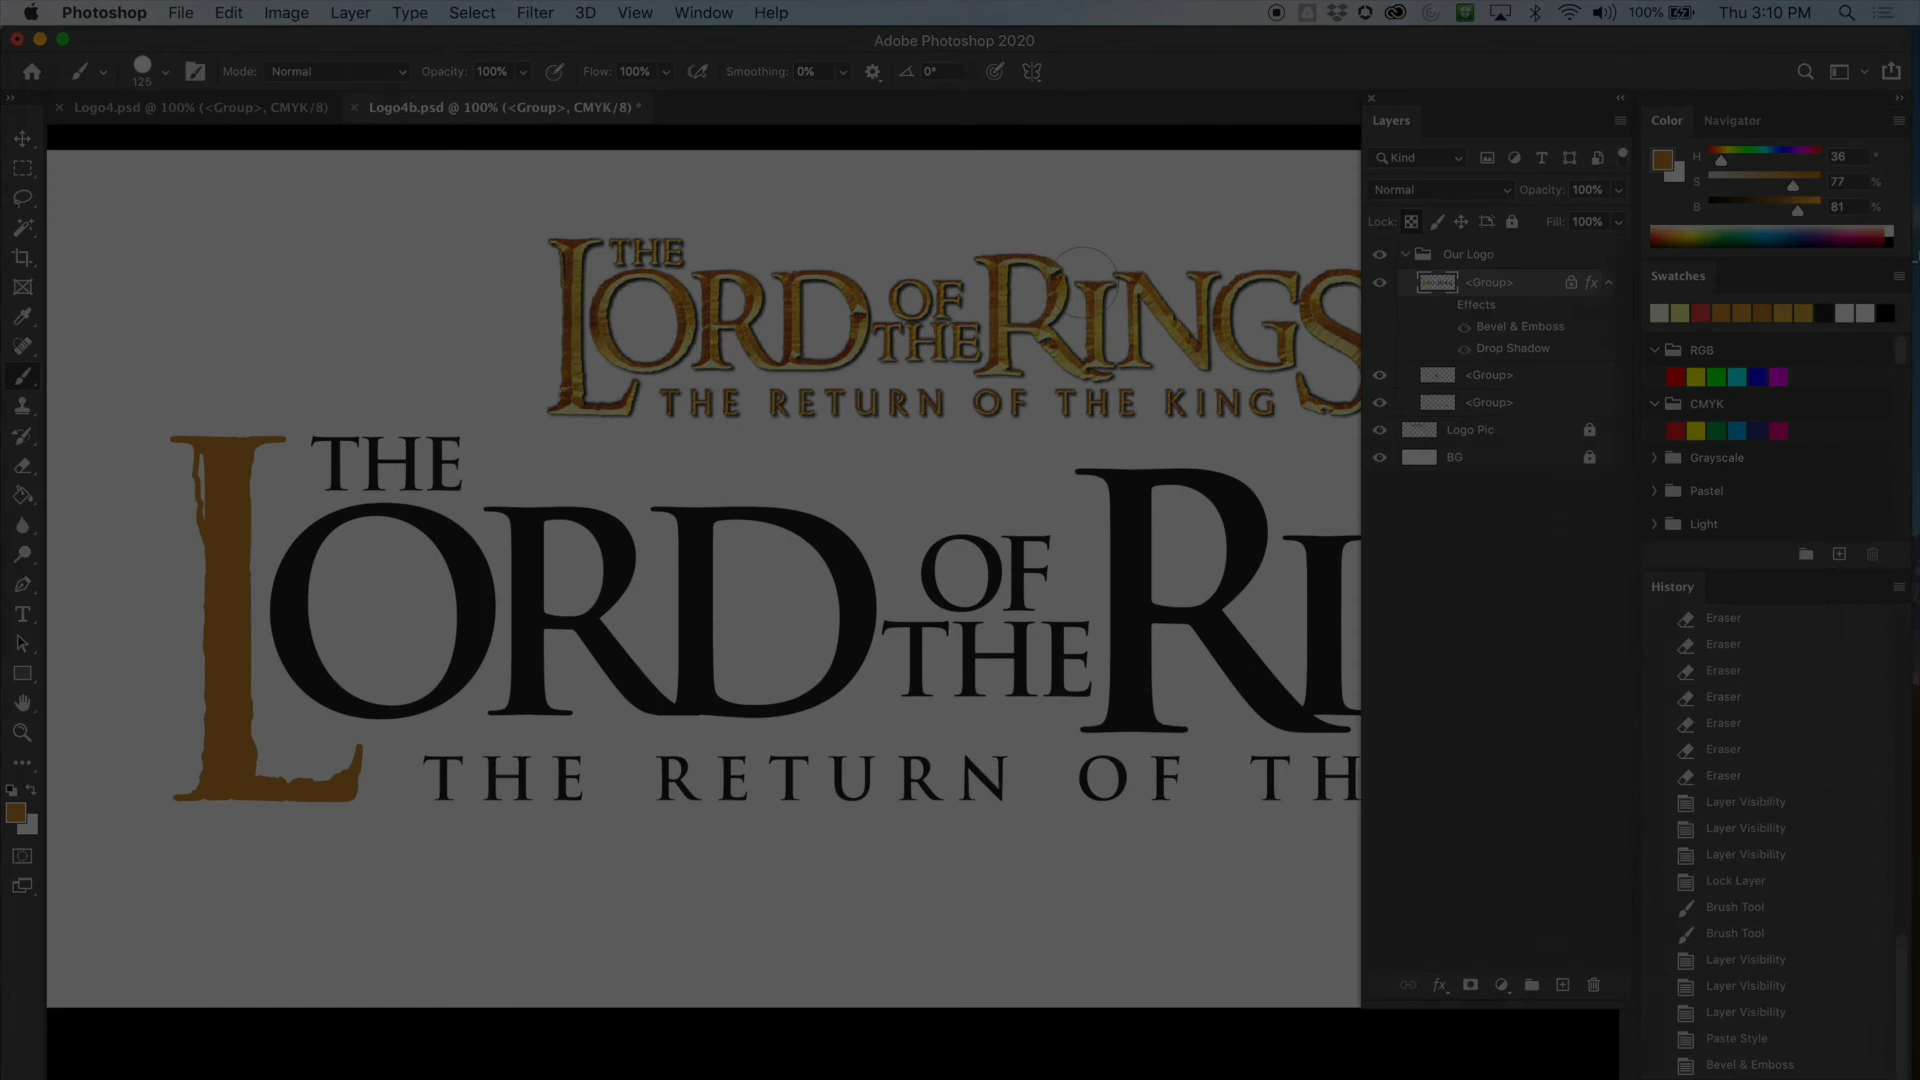 Photoshop File Edit Image Layer Type Select Filter 3D View Window Help 100% Thu 3:10 PM
Adobe Photoshop 2020
125 Mode: Normal Opacity: 100% Flow: 100% Smoothing: 0% 0°
Logo4.psd @ 100% (<Group>, CMYK/8) Logo4b.psd @ 100% (<Group>, CMYK/8) *
THE
LORD OF THE RINGS
THE RETURN OF THE KING
THE
LORD OF THE RI
THE RETURN OF TH
Layers
Kind
Normal Opacity: 100%
Lock: Fill: 100%
Our Logo
<Group> fx
Effects
Bevel & Emboss
Drop Shadow
<Group>
<Group>
Logo Pic
BG
fx
Color Navigator
H 36 °
S 77 %
B 81 %
Swatches
RGB
CMYK
Grayscale
Pastel
Light
History
Eraser
Eraser
Eraser
Eraser
Eraser
Eraser
Eraser
Layer Visibility
Layer Visibility
Layer Visibility
Lock Layer
Brush Tool
Brush Tool
Layer Visibility
Layer Visibility
Layer Visibility
Paste Style
Bevel & Emboss